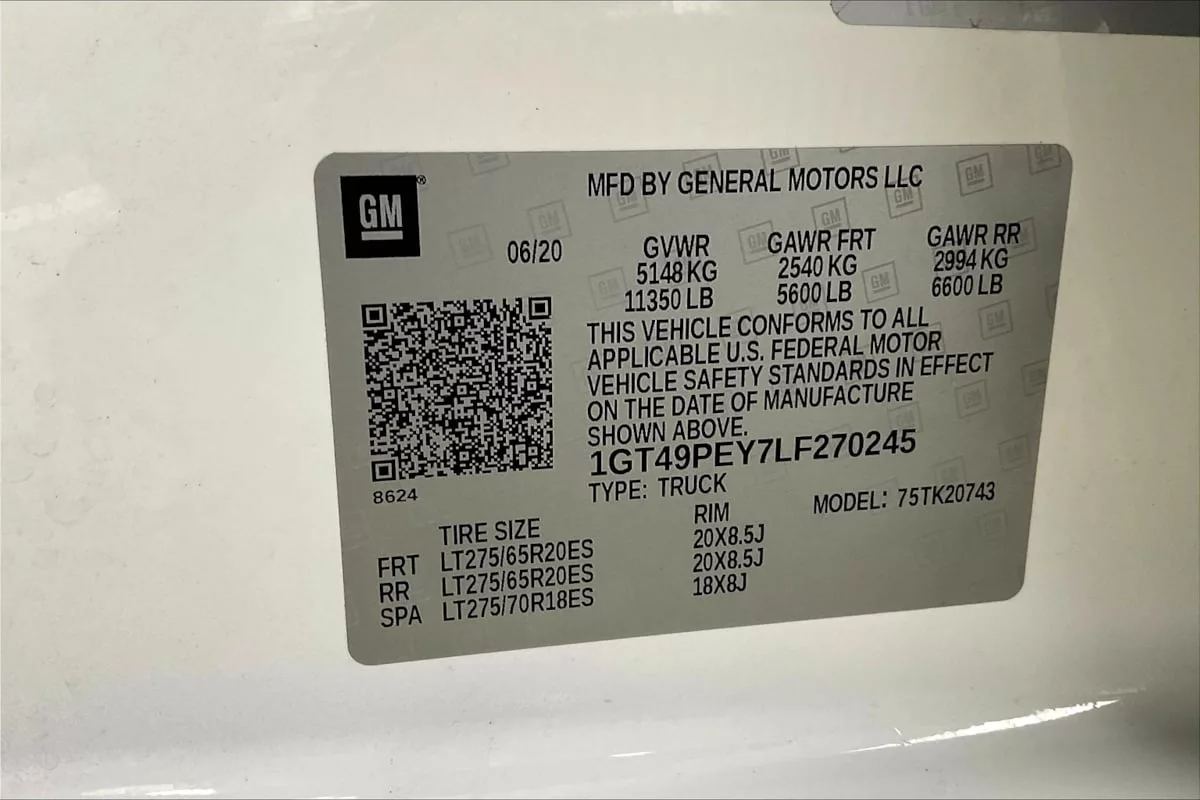 GM®
MFD BY GENERAL MOTORS LLC
06/20
GVWR GAWR FRT GAWR RR
5148 KG 2540 KG 2994 KG
11350 LB 5600 LB 6600 LB
THIS VEHICLE CONFORMS TO ALL
APPLICABLE U.S. FEDERAL MOTOR
VEHICLE SAFETY STANDARDS IN EFFECT
ON THE DATE OF MANUFACTURE
SHOWN ABOVE.
1GT49PEY7LF270245
8624
TYPE: TRUCK MODEL: 75TK20743
TIRE SIZE RIM
FRT LT275/65R20ES 20X8.5J
RR LT275/65R20ES 20X8.5J
SPA LT275/70R18ES 18X8J